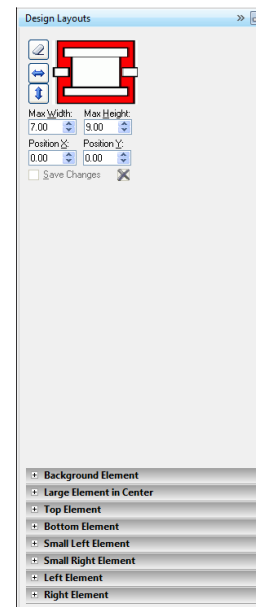 Design Layouts
Max Width: Max Height:
7.00 9.00
Position X: Position Y:
0.00 0.00
Save Changes
Background Element
Large Element in Center
Top Element
Bottom Element
Small Left Element
Small Right Element
Left Element
Right Element